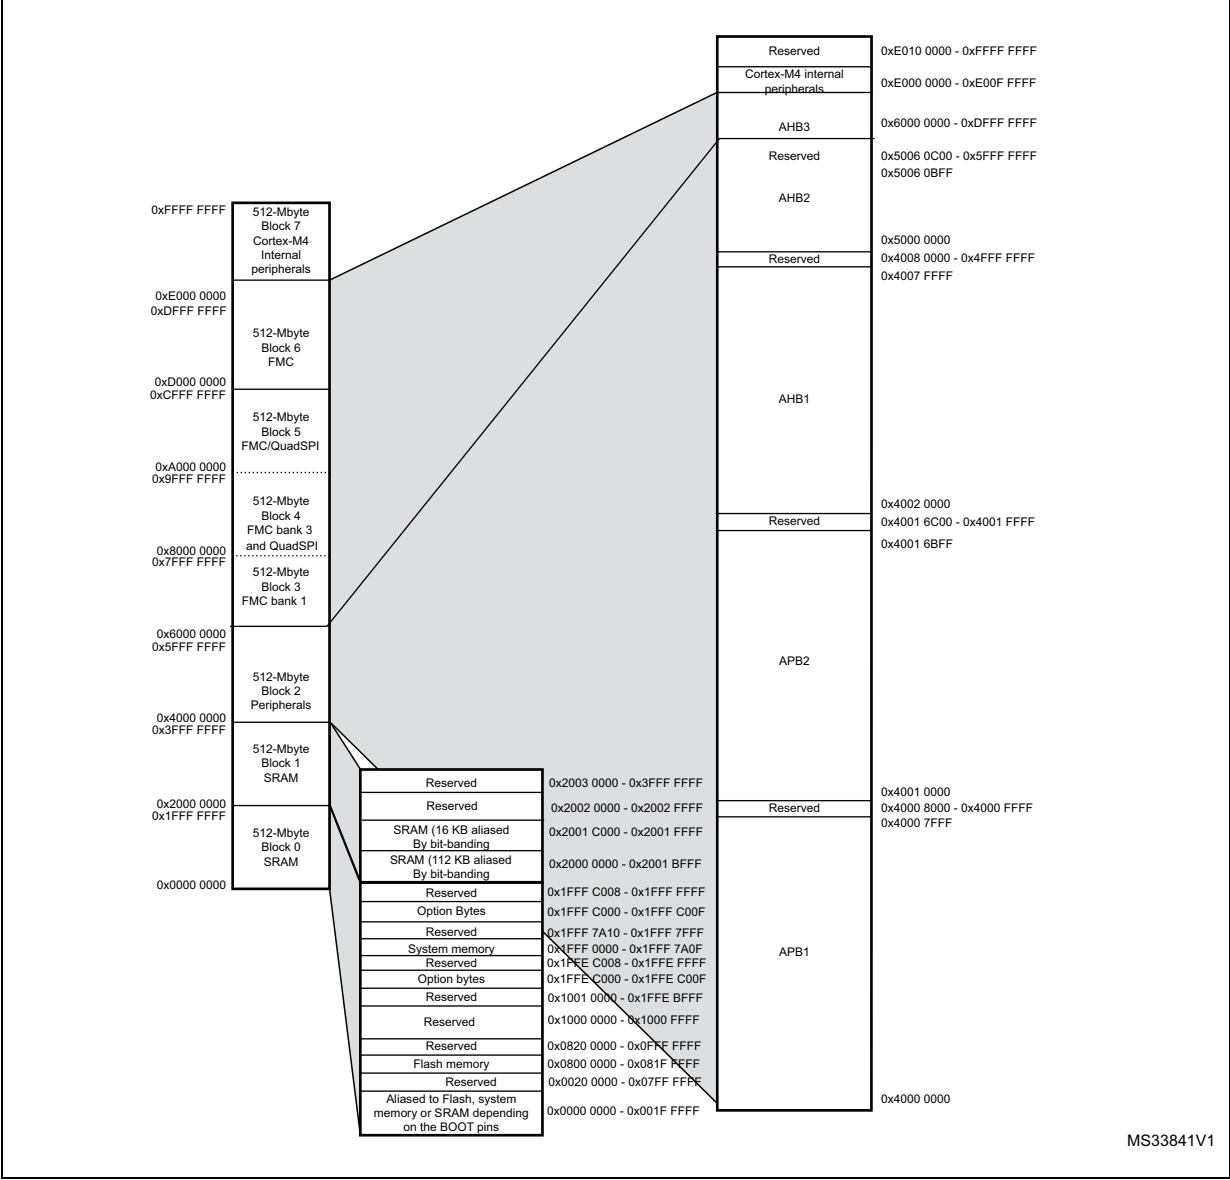 0xFFFF FFFF
512-Mbyte
Block 7
Cortex-M4
Internal
peripherals
0xE000 0000
0xDFFF FFFF
512-Mbyte
Block 6
FMC
0xD000 0000
0xCFFF FFFF
512-Mbyte
Block 5
FMC/QuadSPI
0xA000 0000
0x9FFF FFFF
512-Mbyte
Block 4
FMC bank 3
and QuadSPI
0x8000 0000
0x7FFF FFFF
512-Mbyte
Block 3
FMC bank 1
0x6000 0000
0x5FFF FFFF
512-Mbyte
Block 2
Peripherals
0x4000 0000
0x3FFF FFFF
512-Mbyte
Block 1
SRAM
0x2000 0000
0x1FFF FFFF
512-Mbyte
Block 0
SRAM
0x0000 0000
Reserved 0x2003 0000 - 0x3FFF FFFF
Reserved 0x2002 0000 - 0x2002 FFFF
SRAM (16 KB aliased
By bit-banding
0x2001 C000 - 0x2001 FFFF
SRAM (112 KB aliased
By bit-banding
0x2000 0000 - 0x2001 BFFF
Reserved 0x1FFF C008 - 0x1FFF FFFF
Option Bytes 0x1FFF C000 - 0x1FFF C00F
Reserved 0x1FFF 7A10 - 0x1FFF 7FFF
System memory 0x1FFF 0000 - 0x1FFF 7A0F
Reserved 0x1FFE C008 - 0x1FFE FFFF
Option bytes 0x1FFE C000 - 0x1FFE C00F
Reserved 0x1001 0000 - 0x1FFE BFFF
Reserved 0x1000 0000 - 0x1000 FFFF
Reserved 0x0820 0000 - 0x0FFF FFFF
Flash memory 0x0800 0000 - 0x081F FFFF
Reserved 0x0020 0000 - 0x07FF FFFF
Aliased to Flash, system
memory or SRAM depending
on the BOOT pins
0x0000 0000 - 0x001F FFFF
Reserved 0xE010 0000 - 0xFFFF FFFF
Cortex-M4 internal
peripherals
0xE000 0000 - 0xE00F FFFF
AHB3 0x6000 0000 - 0xDFFF FFFF
Reserved 0x5006 0C00 - 0x5FFF FFFF
0x5006 0BFF
AHB2
0x5000 0000
Reserved 0x4008 0000 - 0x4FFF FFFF
0x4007 FFFF
AHB1
0x4002 0000
Reserved 0x4001 6C00 - 0x4001 FFFF
0x4001 6BFF
APB2
0x4001 0000
Reserved 0x4000 8000 - 0x4000 FFFF
0x4000 7FFF
APB1
0x4000 0000
MS33841V1